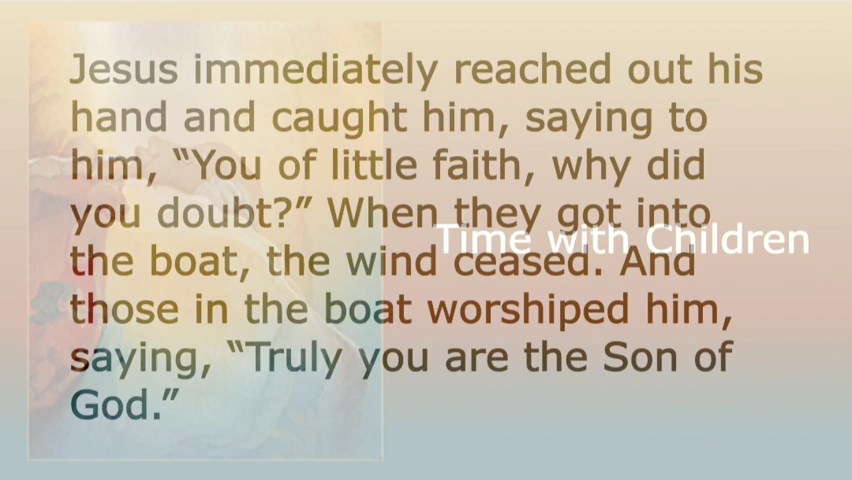 Jesus immediately reached out his
hand and caught him, saying to
him, “You of little faith, why did
you doubt?” When they got into
Time with Children
the boat, the wind ceased. And
those in the boat worshiped him,
saying, “Truly you are the Son of
God.”